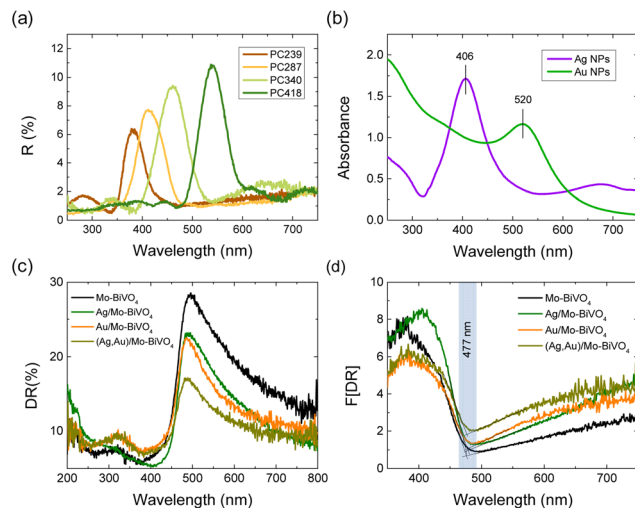 (a)
R (%)
12
10
8
6
4
2
0
300 400 500 600 700
Wavelength (nm)
PC239
PC287
PC340
PC418
(b)
Absorbance
2.0
1.5
1.0
0.5
0.0
300 400 500 600 700
Wavelength (nm)
406
520
Ag NPs
Au NPs
(c)
DR(%)
30
20
10
200 300 400 500 600 700 800
Wavelength (nm)
Mo-BiVO₄
Ag/Mo-BiVO₄
Au/Mo-BiVO₄
(Ag,Au)/Mo-BiVO₄
(d)
F[DR]
10
8
6
4
2
0
400 500 600 700
Wavelength (nm)
477 nm
Mo-BiVO₄
Ag/Mo-BiVO₄
Au/Mo-BiVO₄
(Ag,Au)/Mo-BiVO₄